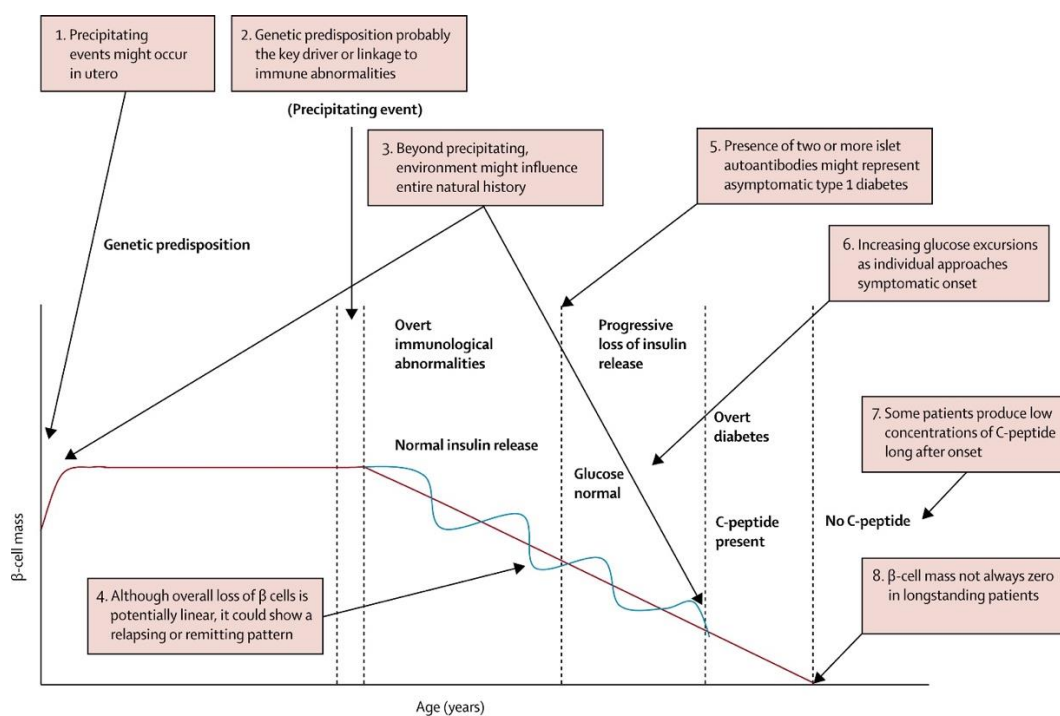 1. Precipitating
events might occur
in utero
2. Genetic predisposition probably
the key driver or linkage to
immune abnormalities
(Precipitating event)
3. Beyond precipitating,
environment might influence
entire natural history
5. Presence of two or more islet
autoantibodies might represent
asymptomatic type 1 diabetes
Genetic predisposition
6. Increasing glucose excursions
as individual approaches
symptomatic onset
Overt
immunological
abnormalities
Progressive
loss of insulin
release
Overt
diabetes
7. Some patients produce low
concentrations of C-peptide
long after onset
Normal insulin release
Glucose
normal
C-peptide
present
No C-peptide
β-cell mass
4. Although overall loss of β cells is
potentially linear, it could show a
relapsing or remitting pattern
8. β-cell mass not always zero
in longstanding patients
Age (years)